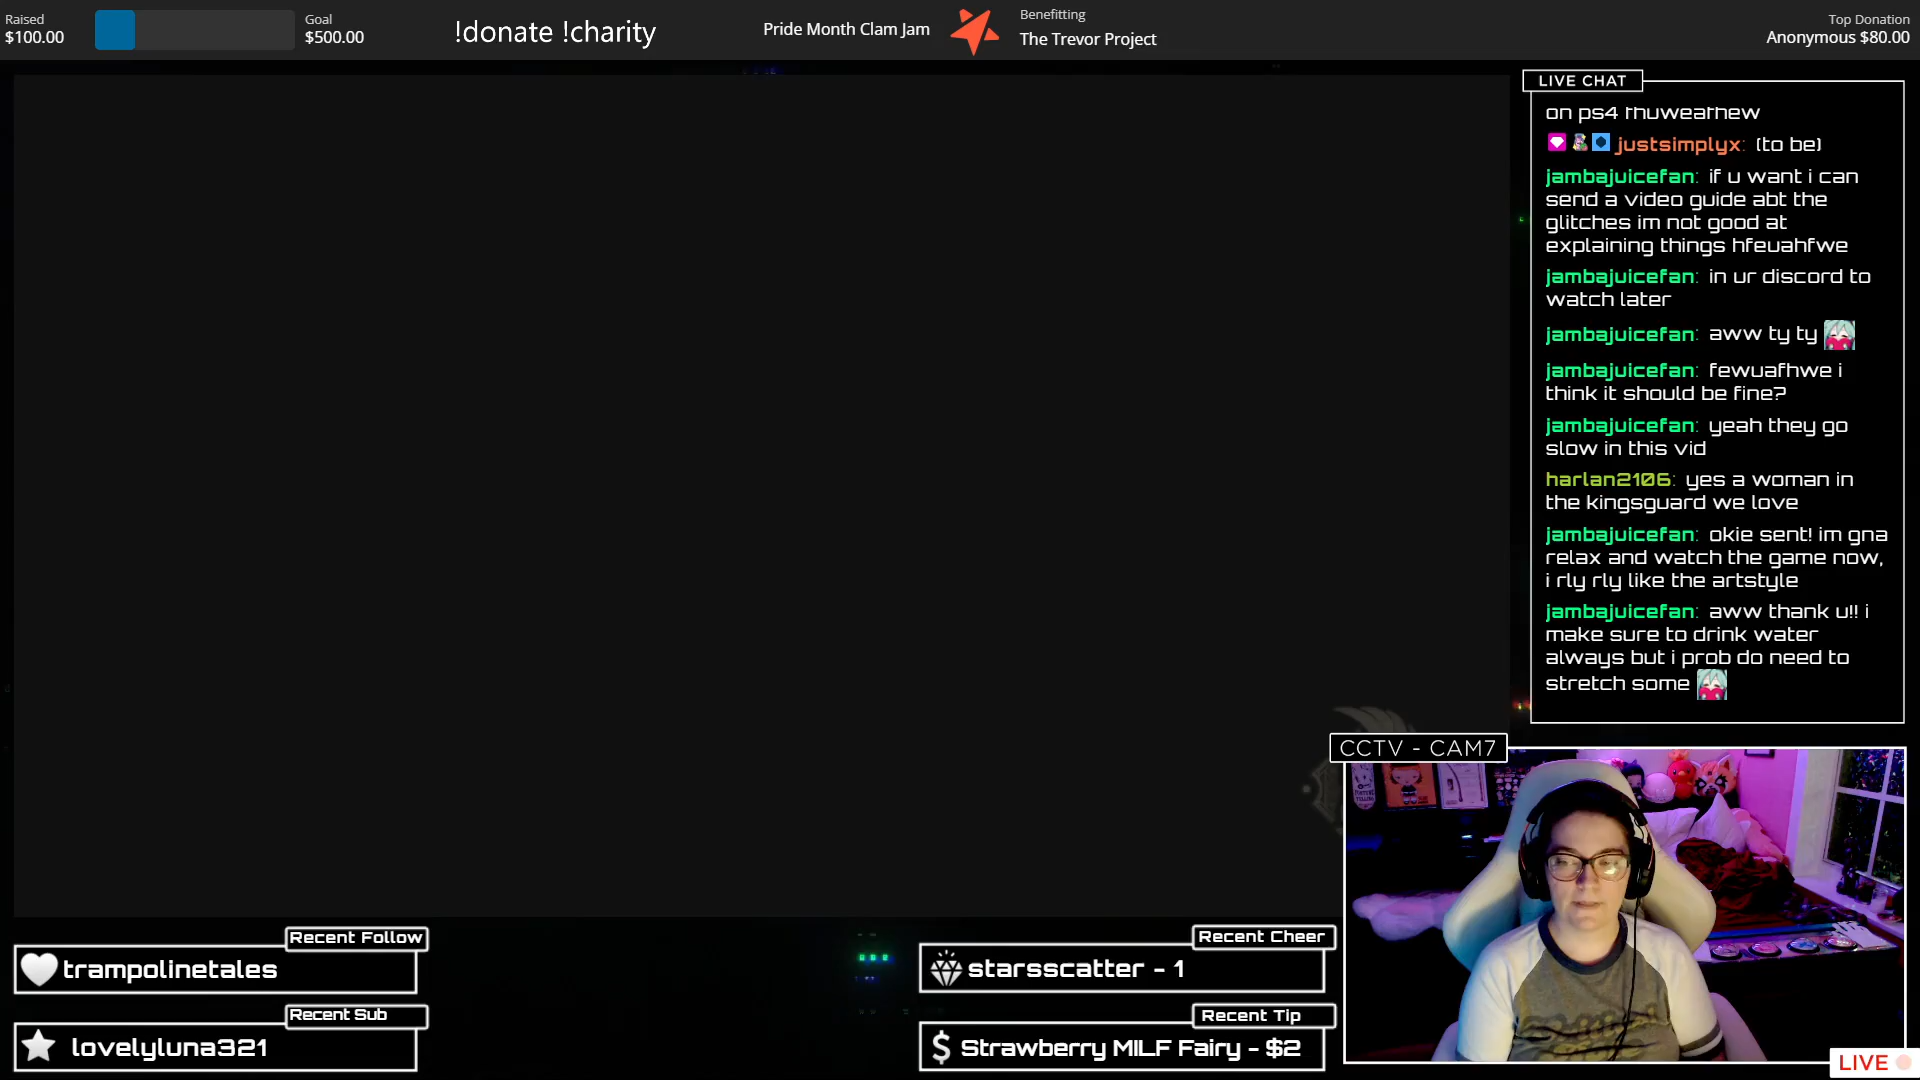 Raised
$100.00
Goal
$500.00
!donate !charity
Pride Month Clam Jam
Benefitting
The Trevor Project
Top Donation
Anonymous $80.00
LIVE CHAT
on ps4 fhuweafhew
justsimplyx: (to be)
jambajuicefan: if u want i can
send a video guide abt the
glitches im not good at
explaining things hfeuahfwe
jambajuicefan: in ur discord to
watch later
jambajuicefan: aww ty ty
jambajuicefan: fewuafhwe i
think it should be fine?
jambajuicefan: yeah they go
slow in this vid
harlan2106: yes a woman in
the kingsguard we love
jambajuicefan: okie sent! im gna
relax and watch the game now,
i rly rly like the artstyle
jambajuicefan: aww thank u!! i
make sure to drink water
always but i prob do need to
stretch some
CCTV - CAM7
Recent Follow
trampolinetales
Recent Sub
lovelyluna321
Recent Cheer
starsscatter - 1
Recent Tip
Strawberry MILF Fairy - $2
LIVE